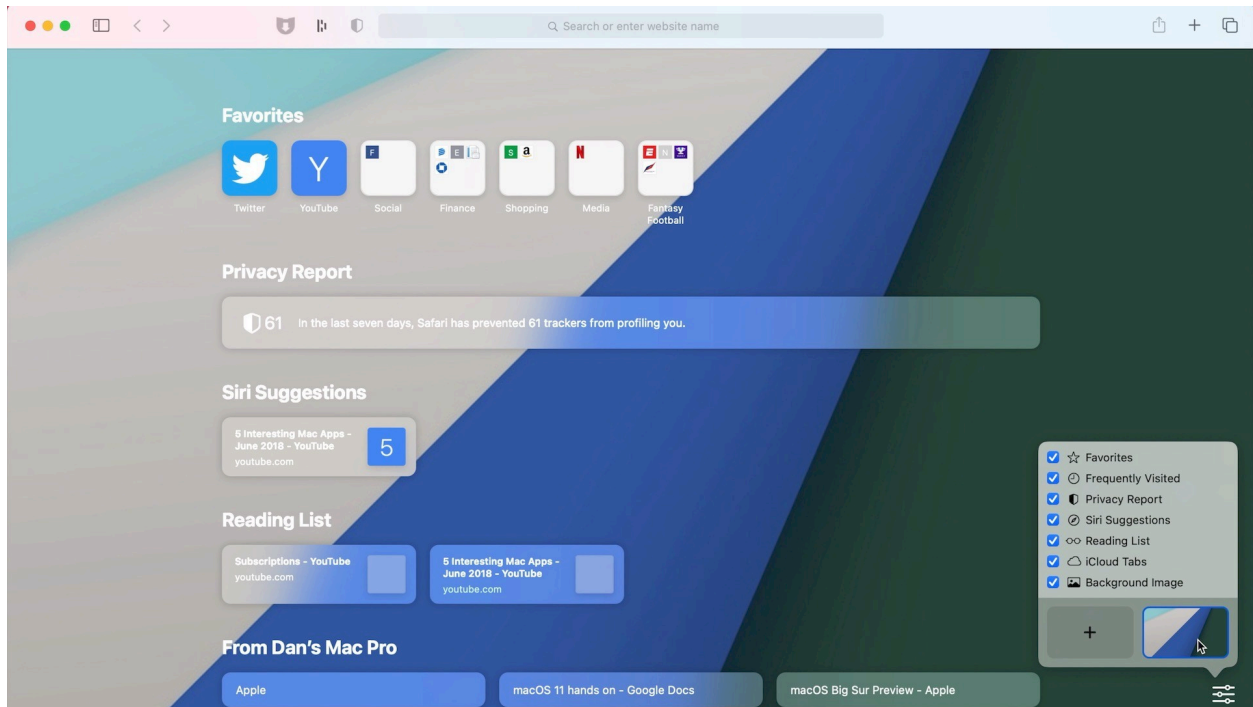 Search or enter website name
Favorites
Y
F
E
S
a
N
E
N
Twitter
YouTube
Social
Finance
Shopping
Media
Fantasy
Football
Privacy Report
61
In the last seven days, Safari has prevented 61 trackers from profiling you.
Siri Suggestions
5 Interesting Mac Apps -
June 2018 - YouTube
youtube.com
5
Reading List
Subscriptions - YouTube
youtube.com
5 Interesting Mac Apps -
June 2018 - YouTube
youtube.com
From Dan's Mac Pro
Apple
macOS 11 hands on - Google Docs
macOS Big Sur Preview - Apple
Favorites
Frequently Visited
Privacy Report
Siri Suggestions
Reading List
iCloud Tabs
Background Image